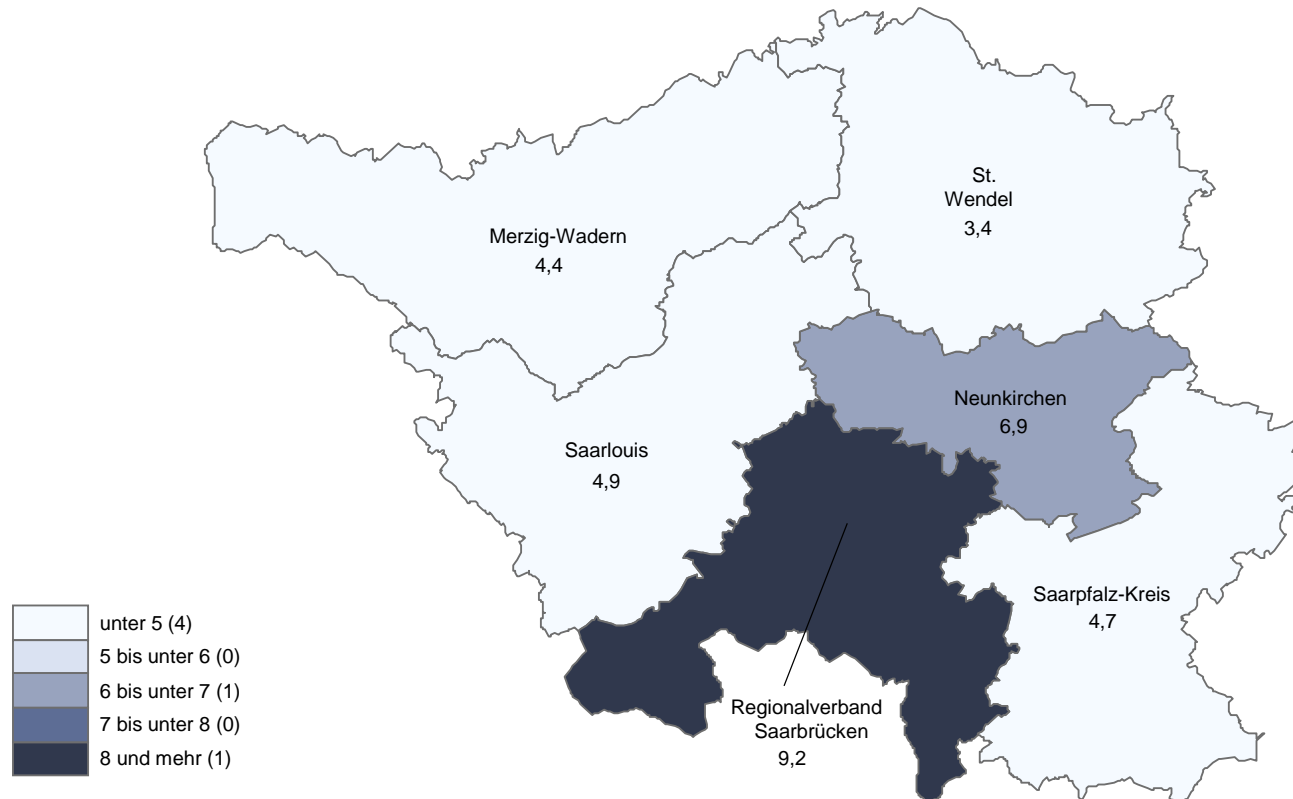 St.
Wendel
3,4
Merzig-Wadern
4,4
Neunkirchen
6,9
Saarlouis
4,9
Saarpfalz-Kreis
4,7
Regionalverband
Saarbrücken
9,2
unter 5 (4)
5 bis unter 6 (0)
6 bis unter 7 (1)
7 bis unter 8 (0)
8 und mehr (1)